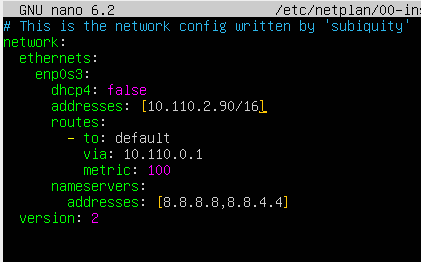 GNU nano 6.2 /etc/netplan/00-in
# This is the network config written by 'subiquity'
network:
  ethernets:
    enp0s3:
      dhcp4: false
      addresses: [10.110.2.90/16]
      routes:
        - to: default
          via: 10.110.0.1
          metric: 100
      nameservers:
        addresses: [8.8.8.8,8.8.4.4]
  version: 2